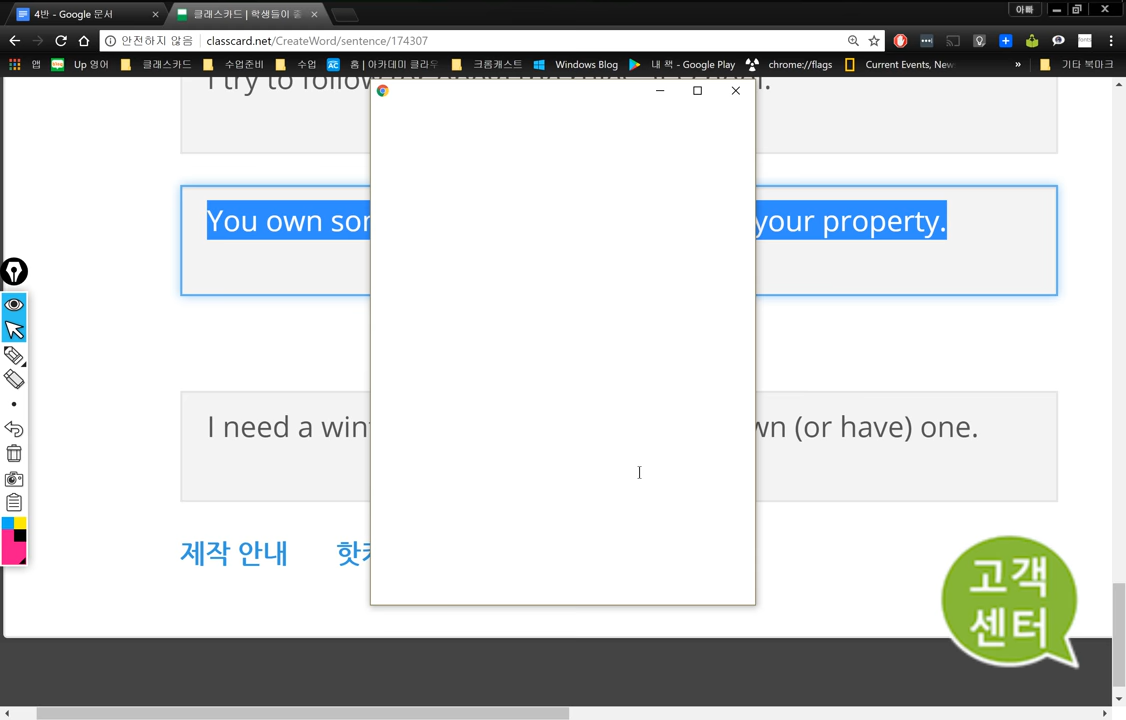 4반 - Google 문서
클래스카드 | 학생들이 좋
아빠
안전하지 않음
classcard.net/CreateWord/sentence/174307
앱
Up 영어
클래스카드
수업준비
수업
홈 | 아카데미 클라우
크롬캐스트
Windows Blog
내 책 - Google Play
chrome://flags
Current Events, New
»
기타 북마크
I try to follow
You own
your property.
I need a win
wn (or have) one.
제작 안내
고객
센터